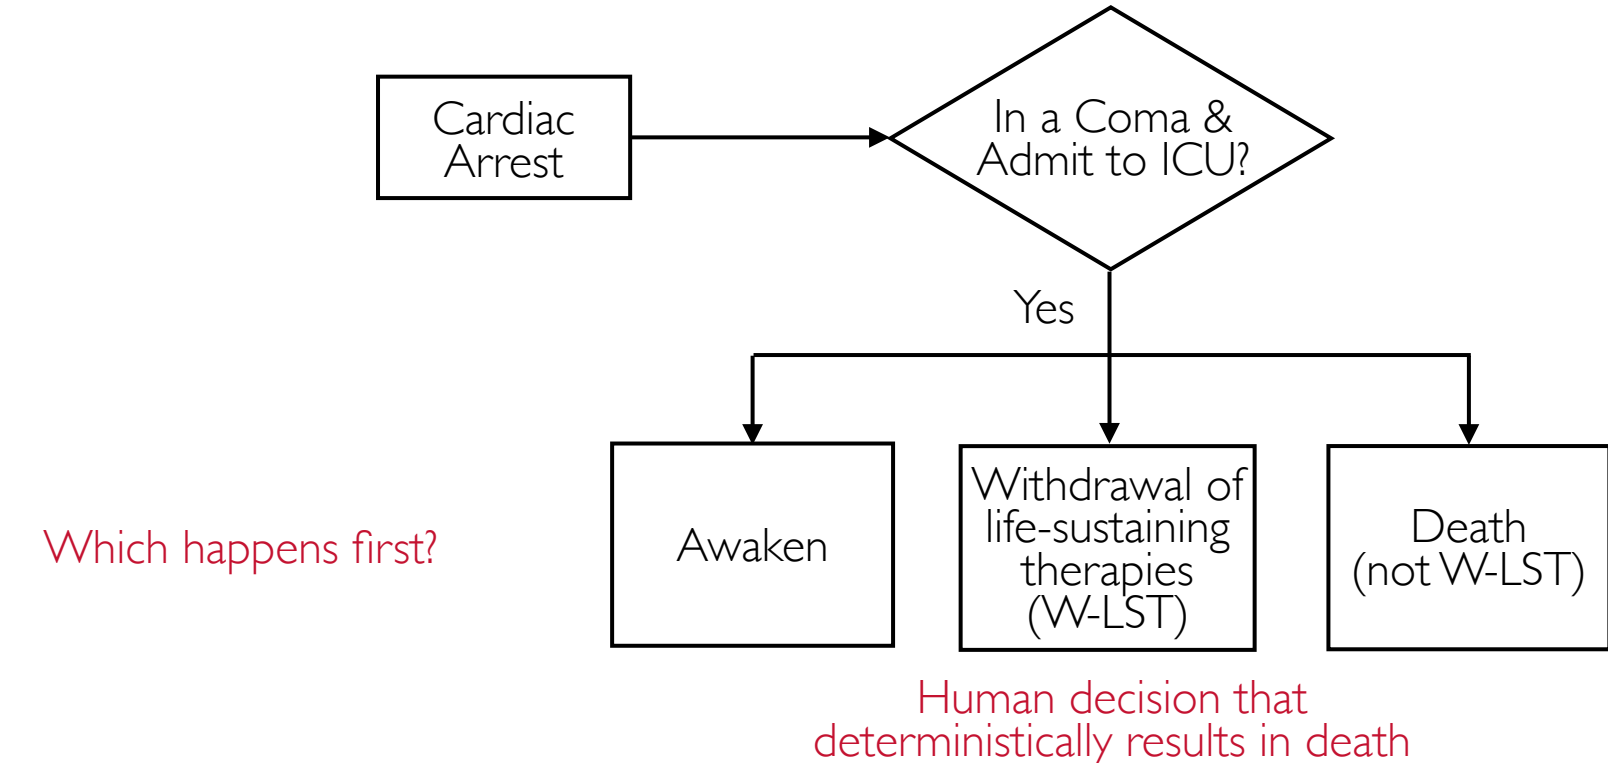 Cardiac
Arrest
In a Coma &
Admit to ICU?
Yes
Which happens first?
Awaken
Withdrawal of
life-sustaining
therapies
(W-LST)
Death
(not W-LST)
Human decision that
deterministically results in death